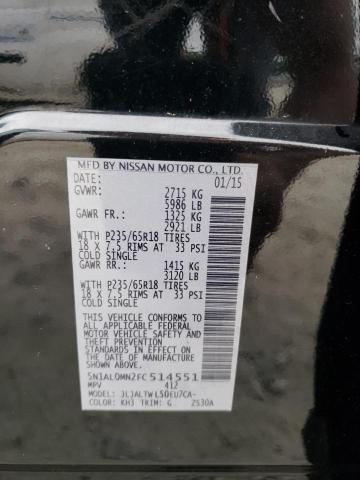 MFD BY NISSAN MOTOR CO., LTD.
DATE: 01/15
GVWR: 2715 KG
5986 LB
GAWR FR: 1325 KG
2921 LB
WITH P235/65R18 TIRES
18 X 7.5 RIMS AT 33 PSI
COLD SINGLE
GAWR RR.: 1415 KG
3120 LB
WITH P235/65R18 TIRES
18 X 7.5 RIMS AT 33 PSI
COLD SINGLE
THIS VEHICLE CONFORMS TO
ALL APPLICABLE FEDERAL MOTOR
VEHICLE SAFETY AND
THEFT PREVENTION
STANDARDS IN EFFECT ON THE
DATE OF MANUFACTURE SHOWN
ABOVE.
5N1AL0MN2FC514551
MPV 412
MODEL: JLJALTWL50EU7CA-
COLOR: KH3 TRIM: G 2S30A